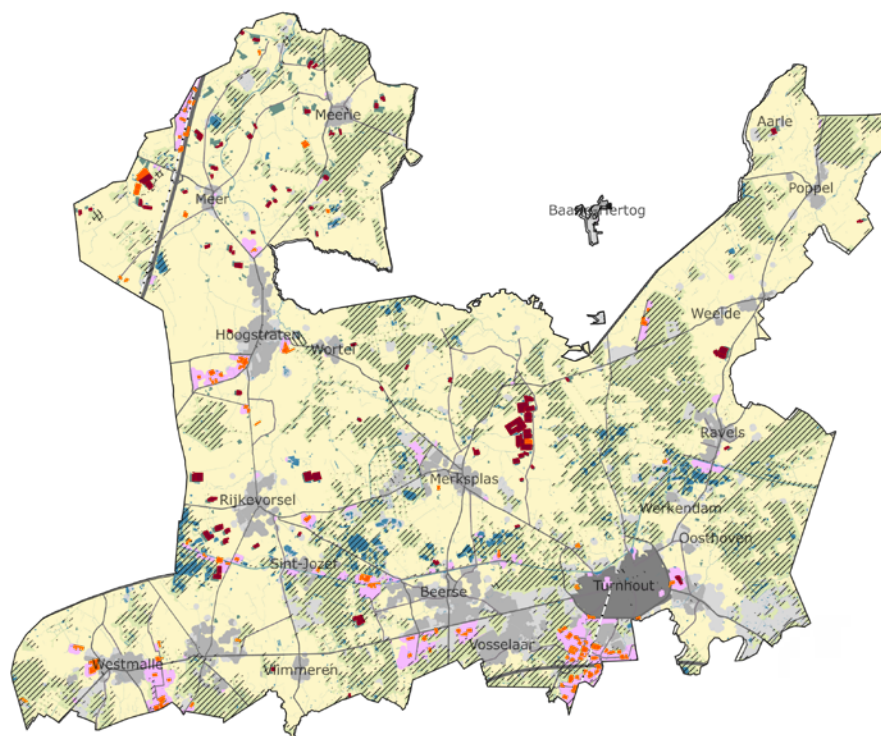 Meerle
Aarle
Meer
Poppel
Baarle-Hertog
Weelde
Hoogstraten
Wortel
Ravels
Merksplas
Rijkevorsel
Werkendam
Oosthoven
Sint-Jozef
Turnhout
Beerse
Vosselaar
Westmalle
Vlimmeren